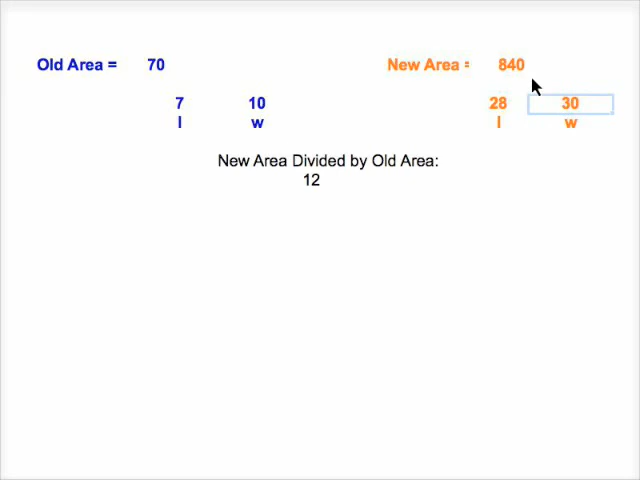 Old Area = 70 New Area = 840
7 10 28 30
l w l w
New Area Divided by Old Area:
12